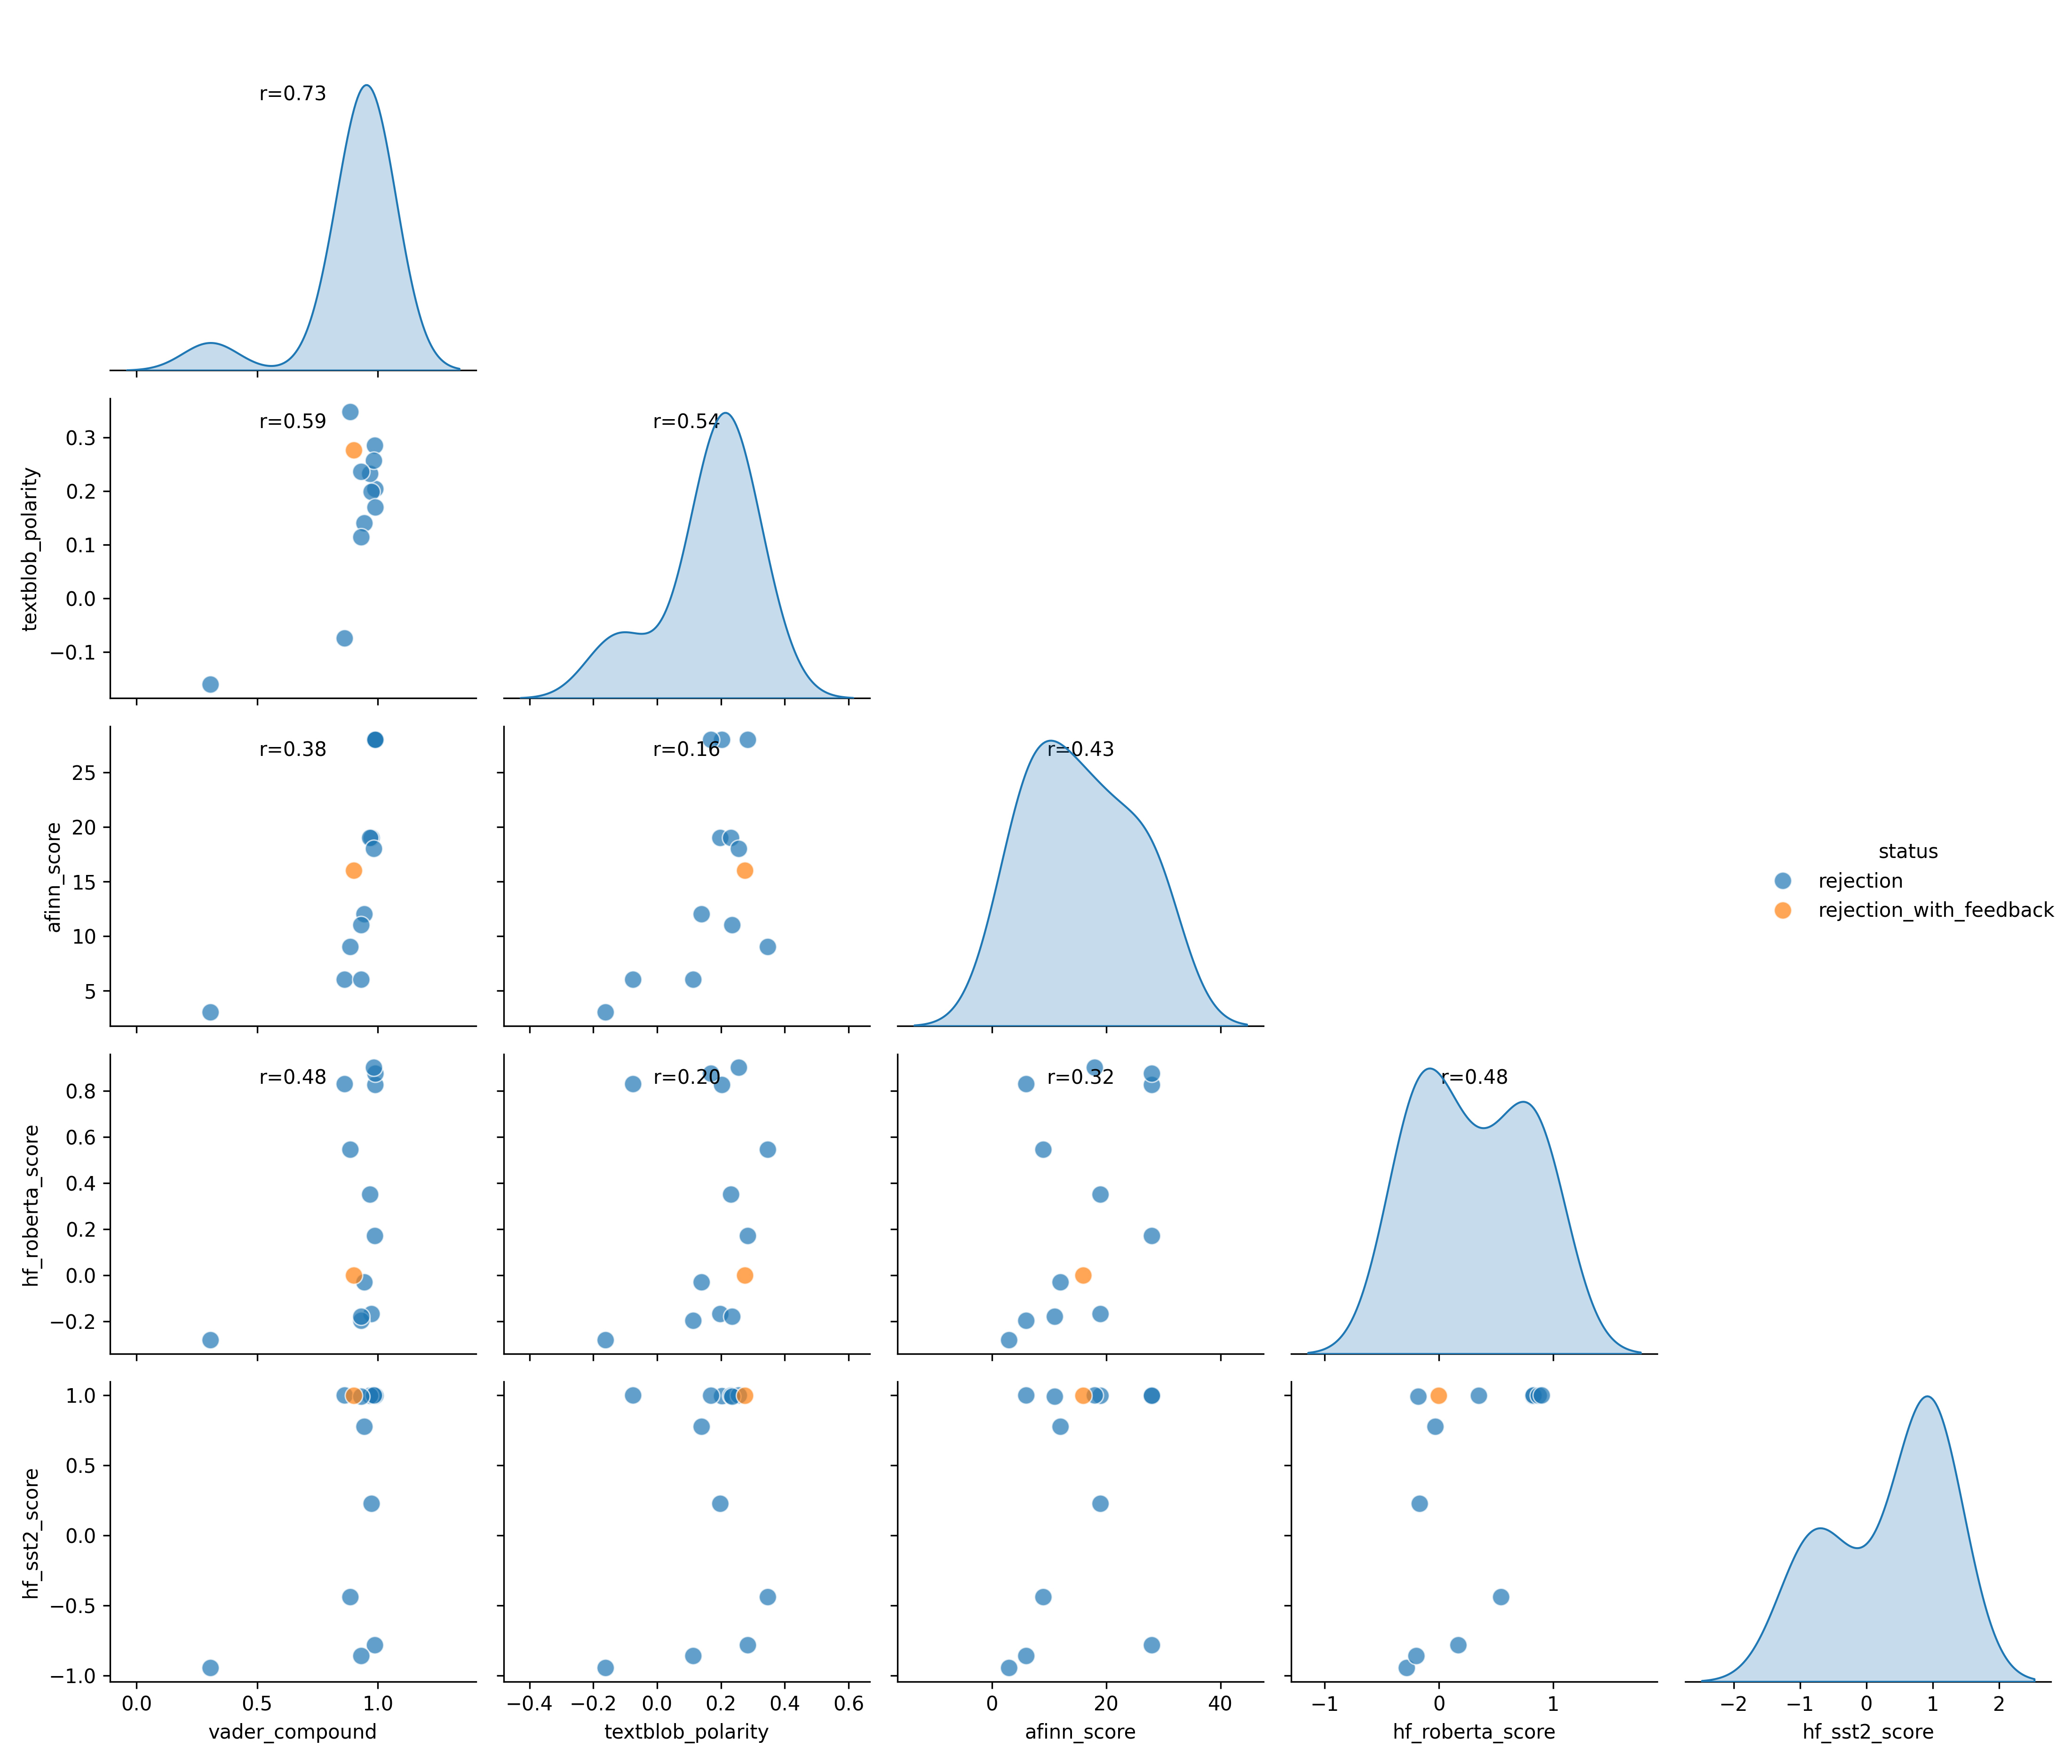 r=0.73
textblob_polarity
0.3
0.2
0.1
0.0
−0.1
r=0.59
r=0.54
afinn_score
25
20
15
10
5
r=0.38
r=0.16
r=0.43
status
rejection
rejection_with_feedback
hf_roberta_score
0.8
0.6
0.4
0.2
0.0
−0.2
r=0.48
r=0.20
r=0.32
r=0.48
hf_sst2_score
1.0
0.5
0.0
−0.5
−1.0
0.0 0.5 1.0
−0.4 −0.2 0.0 0.2 0.4 0.6
0 20 40
−1 0 1
−2 −1 0 1 2
vader_compound
textblob_polarity
afinn_score
hf_roberta_score
hf_sst2_score